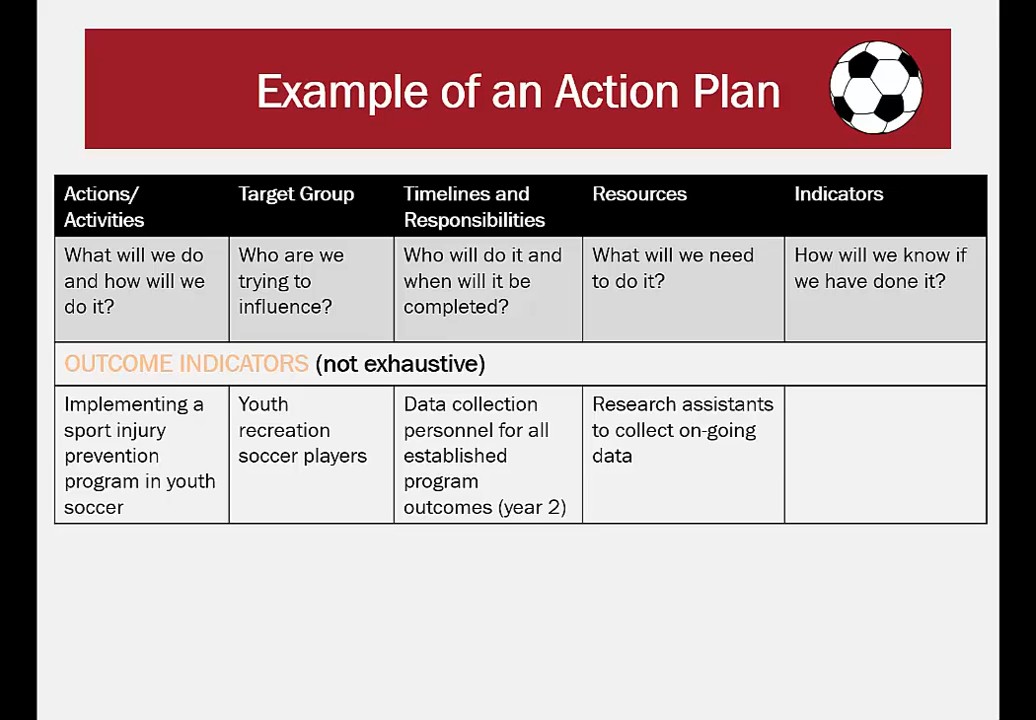 Example of an Action Plan
Actions/
Activities
Target Group
Timelines and
Responsibilities
Resources
Indicators
What will we do
and how will we
do it?
Who are we
trying to
influence?
Who will do it and
when will it be
completed?
What will we need
to do it?
How will we know if
we have done it?
OUTCOME INDICATORS (not exhaustive)
Implementing a
sport injury
prevention
program in youth
soccer
Youth
recreation
soccer players
Data collection
personnel for all
established
program
outcomes (year 2)
Research assistants
to collect on-going
data